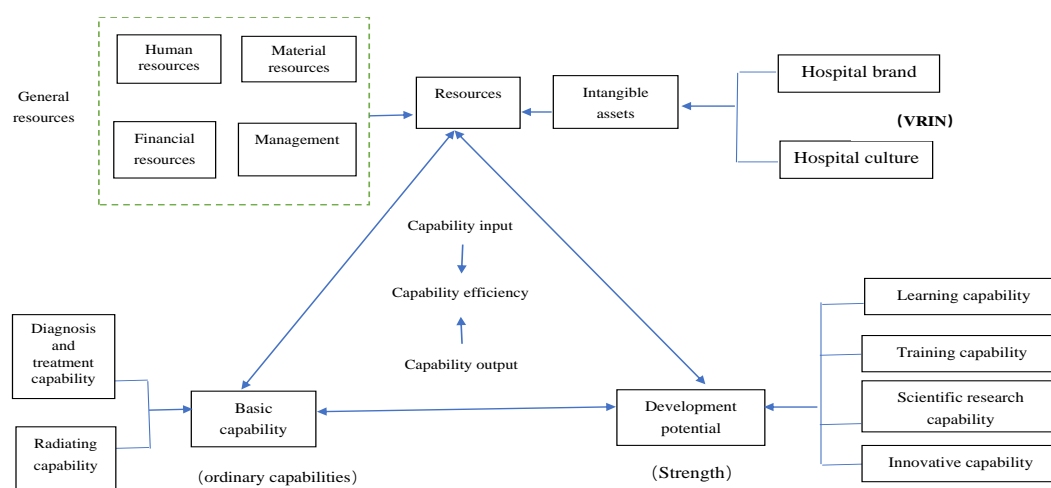 General
resources
Human
resources
Material
resources
Financial
resources
Management
Resources
Intangible
assets
Hospital brand
(VRIN)
Hospital culture
Capability input
Capability efficiency
Capability output
Diagnosis
and
treatment
capability
Radiating
capability
Basic
capability
(ordinary capabilities)
Development
potential
(Strength)
Learning capability
Training capability
Scientific research
capability
Innovative capability